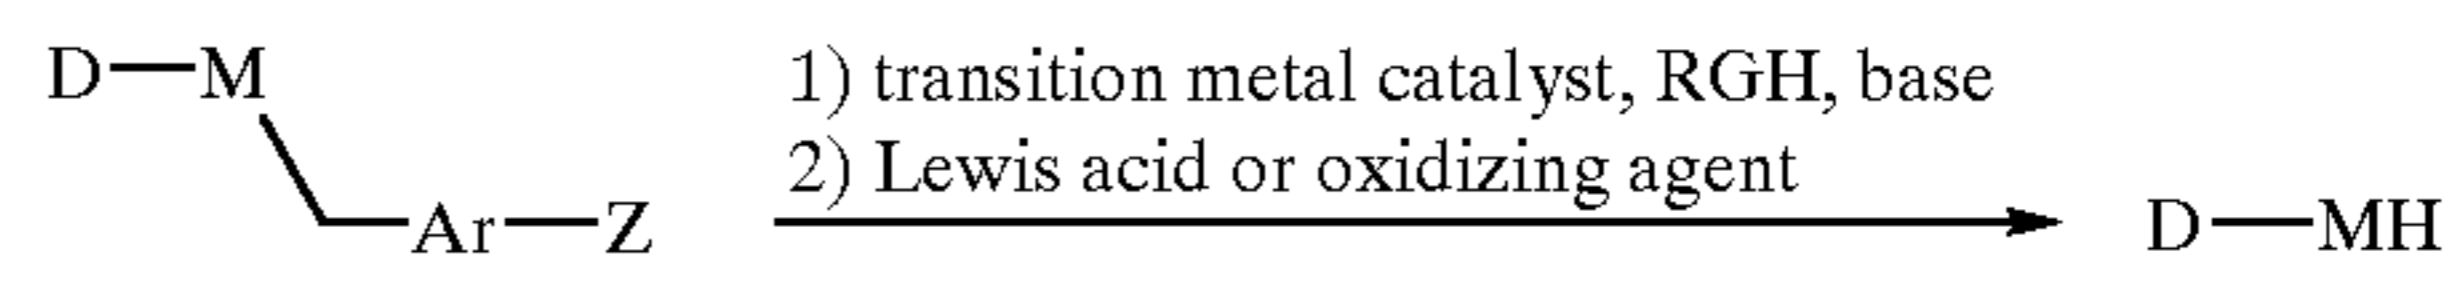 D—M
1) transition metal catalyst, RGH, base
2) Lewis acid or oxidizing agent
Ar—Z
D—MH